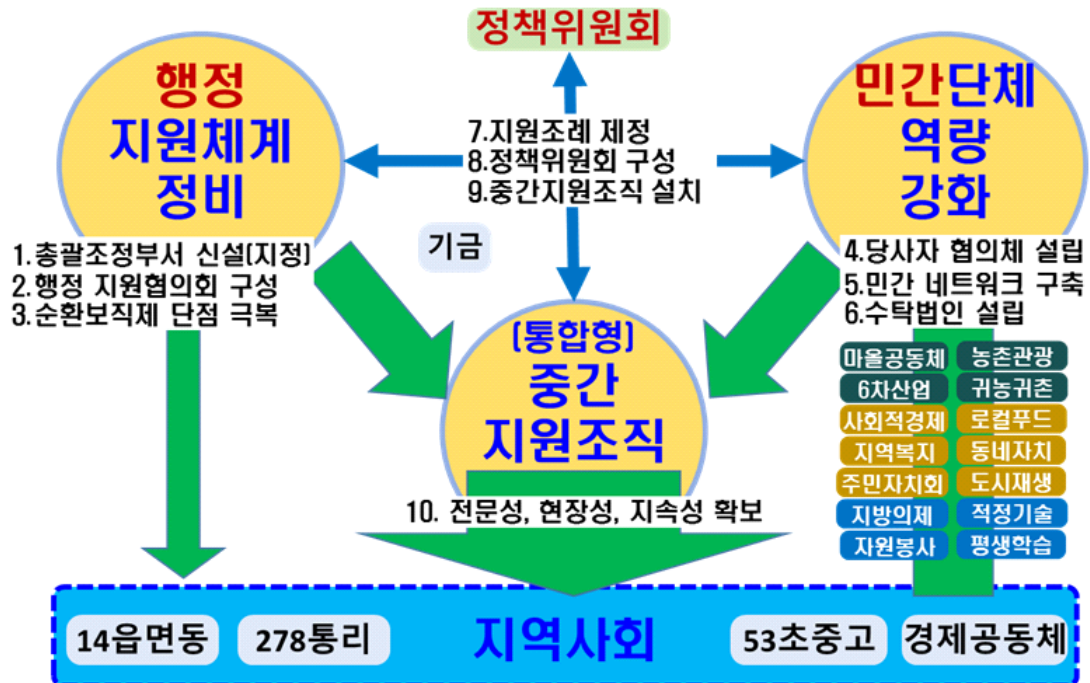 정책위원회
행정
지원체계
정비
민간단체
역량
강화
7.지원조례 제정
8.정책위원회 구성
9.중간지원조직 설치
기금
1.총괄조정부서 신설(지정)
2.행정 지원협의회 구성
3.순환보직제 단점 극복
4.당사자 협의체 설립
5.민간 네트워크 구축
6.수탁법인 설립
(통합형)
중간
지원조직
마을공동체 농촌관광
6차산업 귀농귀촌
사회적경제 로컬푸드
지역복지 동네자치
주민자치회 도시재생
지방의제 적정기술
자원봉사 평생학습
10. 전문성, 현장성, 지속성 확보
14읍면동 278통리 지역사회 53초중고 경제공동체